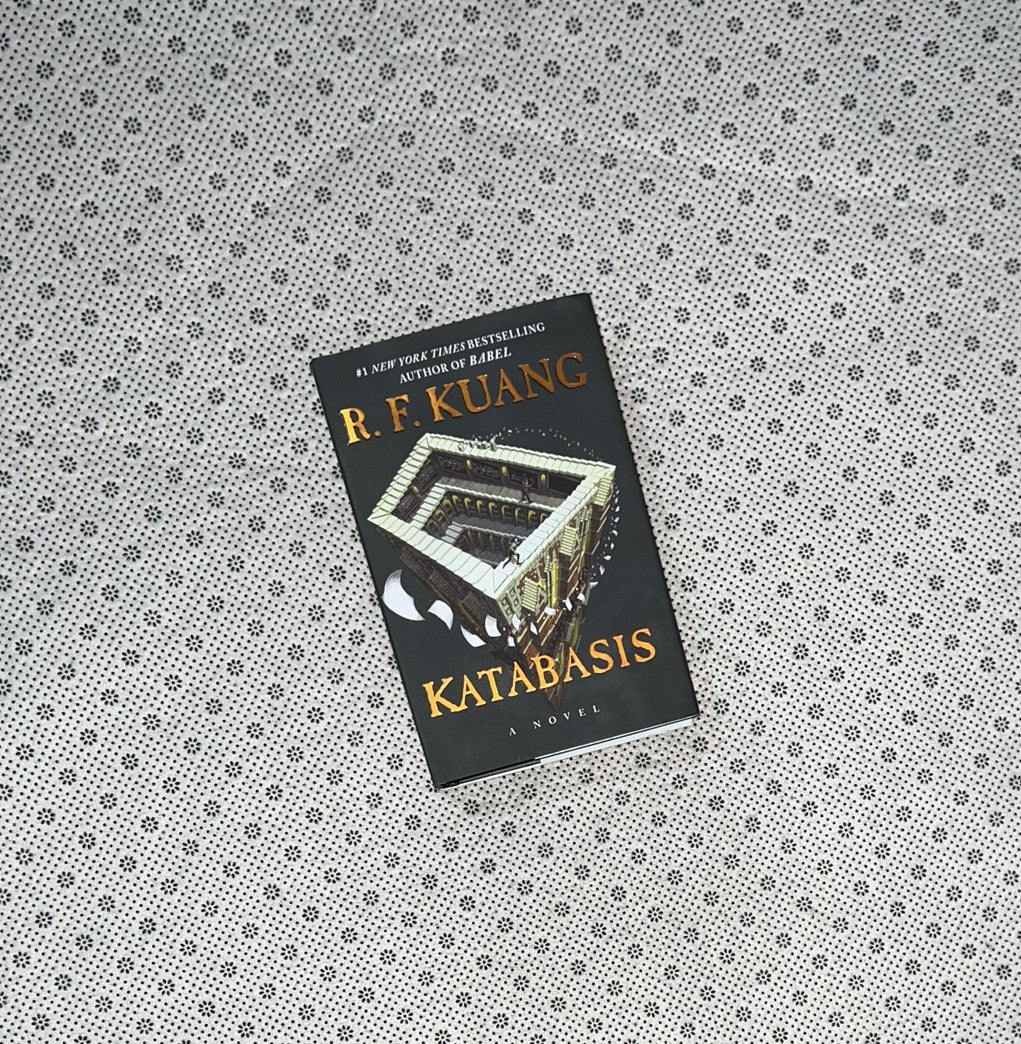 #1 NEW YORK TIMES BESTSELLING
AUTHOR OF BABEL
R. F. KUANG
KATABASIS
A NOVEL